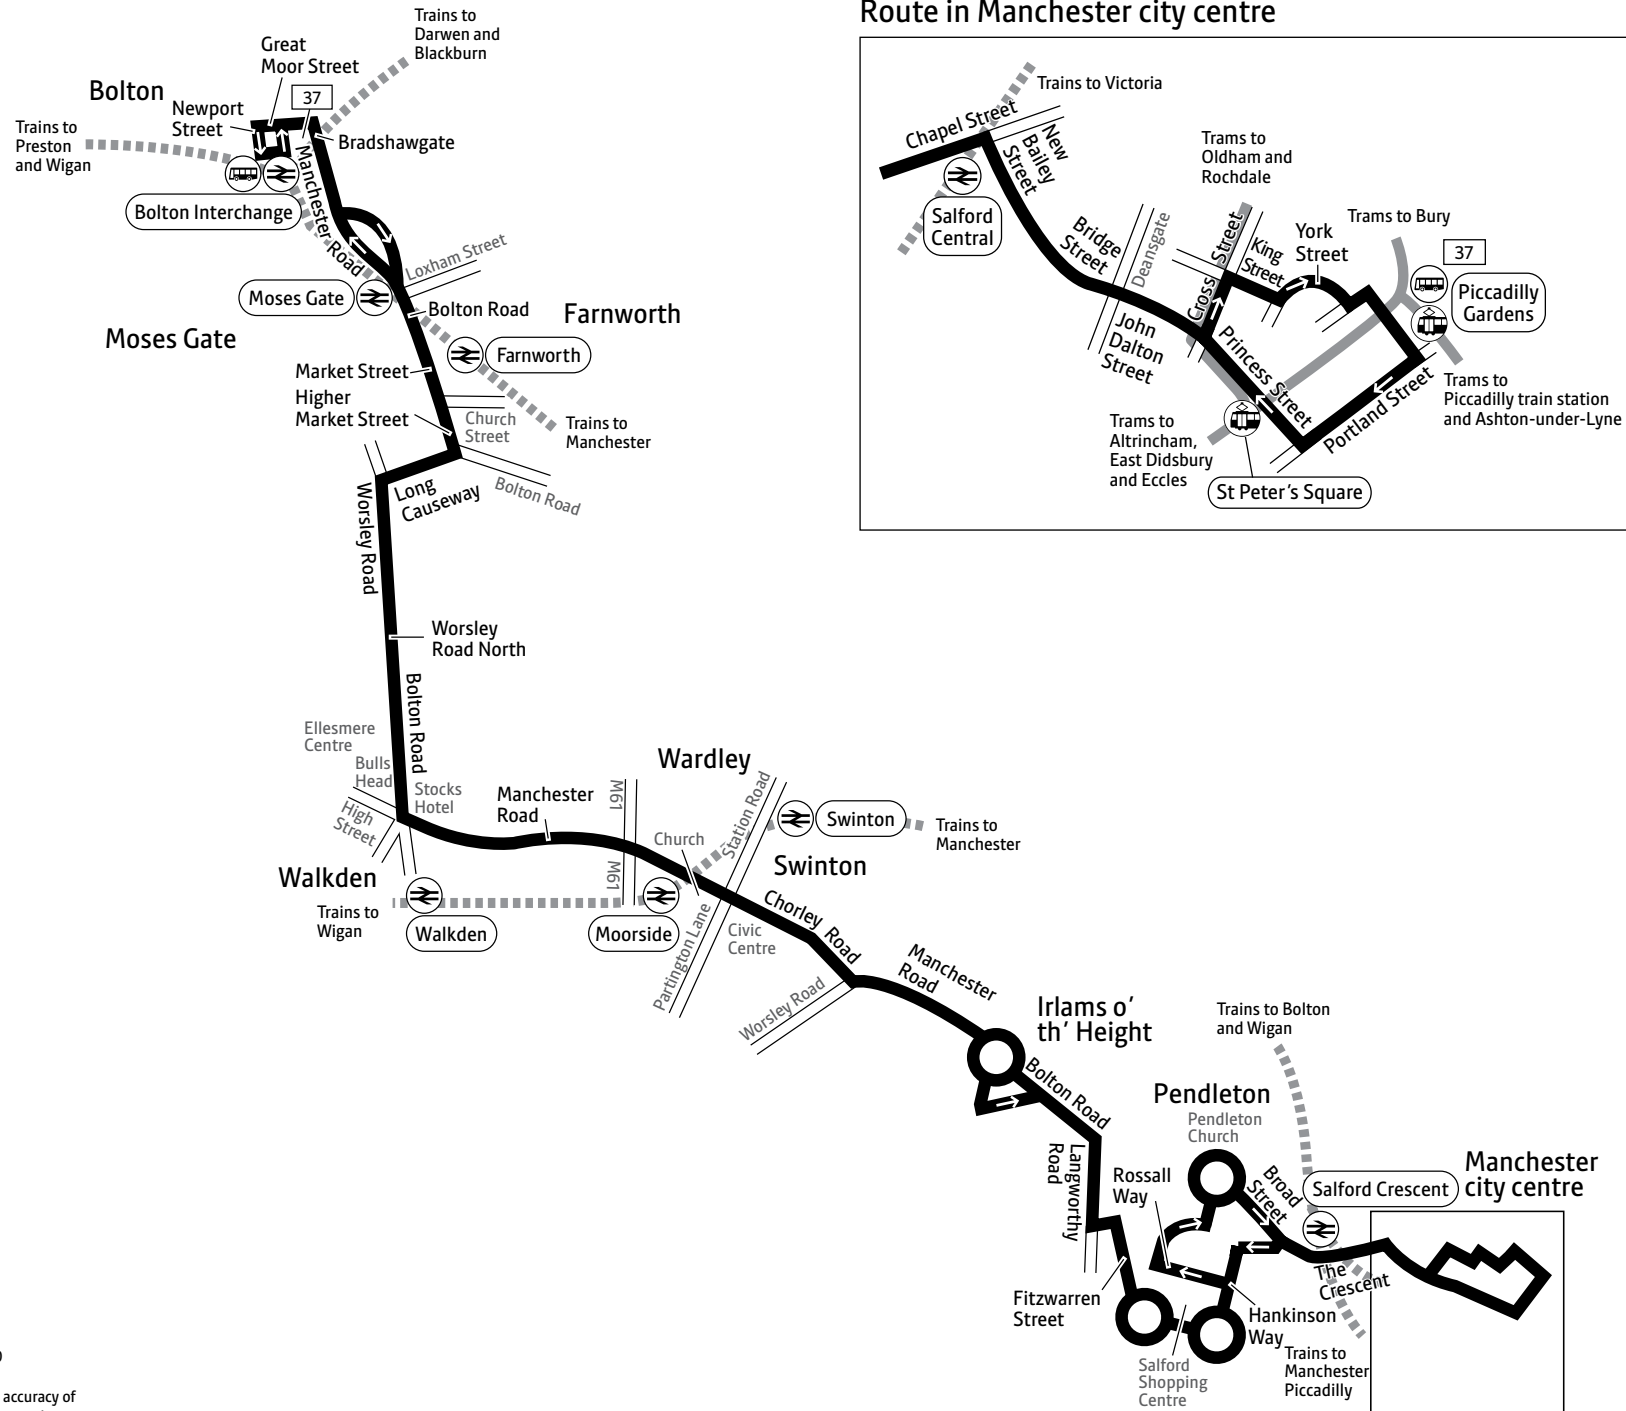 Route in Manchester city centre
Trains to
Darwen and
Blackburn
Great
Moor Street
37
Bolton
Newport
Street
Trains to
Preston
and Wigan
Bradshawgate
Bolton Interchange
Manchester Road
Loxham Street
Moses Gate
Bolton Road
Farnworth
Moses Gate
Farnworth
Market Street
Higher
Market Street
Church
Street
Trains to
Manchester
Long
Causeway
Bolton Road
Worsley Road
Worsley
Road North
Bolton Road
Ellesmere
Centre
Bulls
Head
Stocks
Hotel
High
Street
Manchester
Road
M61
Wardley
Station Road
Church
Swinton
Trains to
Manchester
Swinton
M61
Walkden
Trains to
Wigan
Walkden
Moorside
Partington Lane
Civic
Centre
Chorley Road
Worsley Road
Manchester
Road
Irlams o’
th’ Height
Bolton Road
Langworthy
Road
Trains to Bolton
and Wigan
Pendleton
Pendleton
Church
Rossall
Way
Broad
Street
Salford Crescent
Manchester
city centre
The
Crescent
Fitzwarren
Street
Hankinson
Way
Salford
Shopping
Centre
Trains to
Manchester
Piccadilly
Trains to Victoria
Chapel Street
New
Bailey
Street
Salford
Central
Bridge
Street
Deansgate
Trams to
Oldham and
Rochdale
Cross Street
King
Street
York
Street
Trams to Bury
37
Piccadilly
Gardens
John
Dalton
Street
Princess Street
Portland Street
Trams to
Piccadilly train station
and Ashton-under-Lyne
Trams to
Altrincham,
East Didsbury
and Eccles
St Peter’s Square
accuracy of